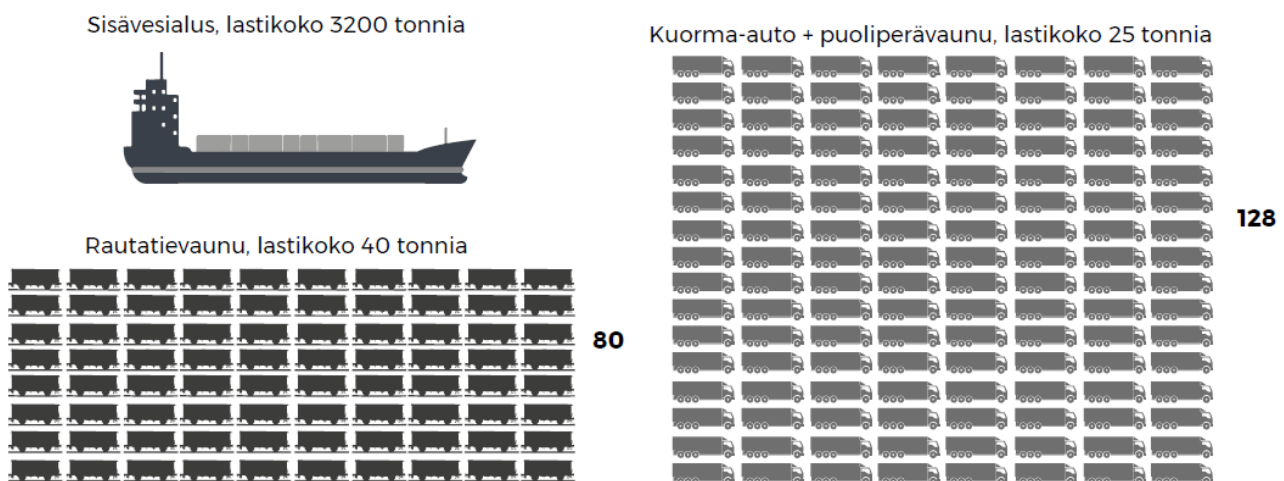 Sisävesialus, lastikoko 3200 tonnia
Rautatievaunu, lastikoko 40 tonnia
80
Kuorma-auto + puoliperävaunu, lastikoko 25 tonnia
128